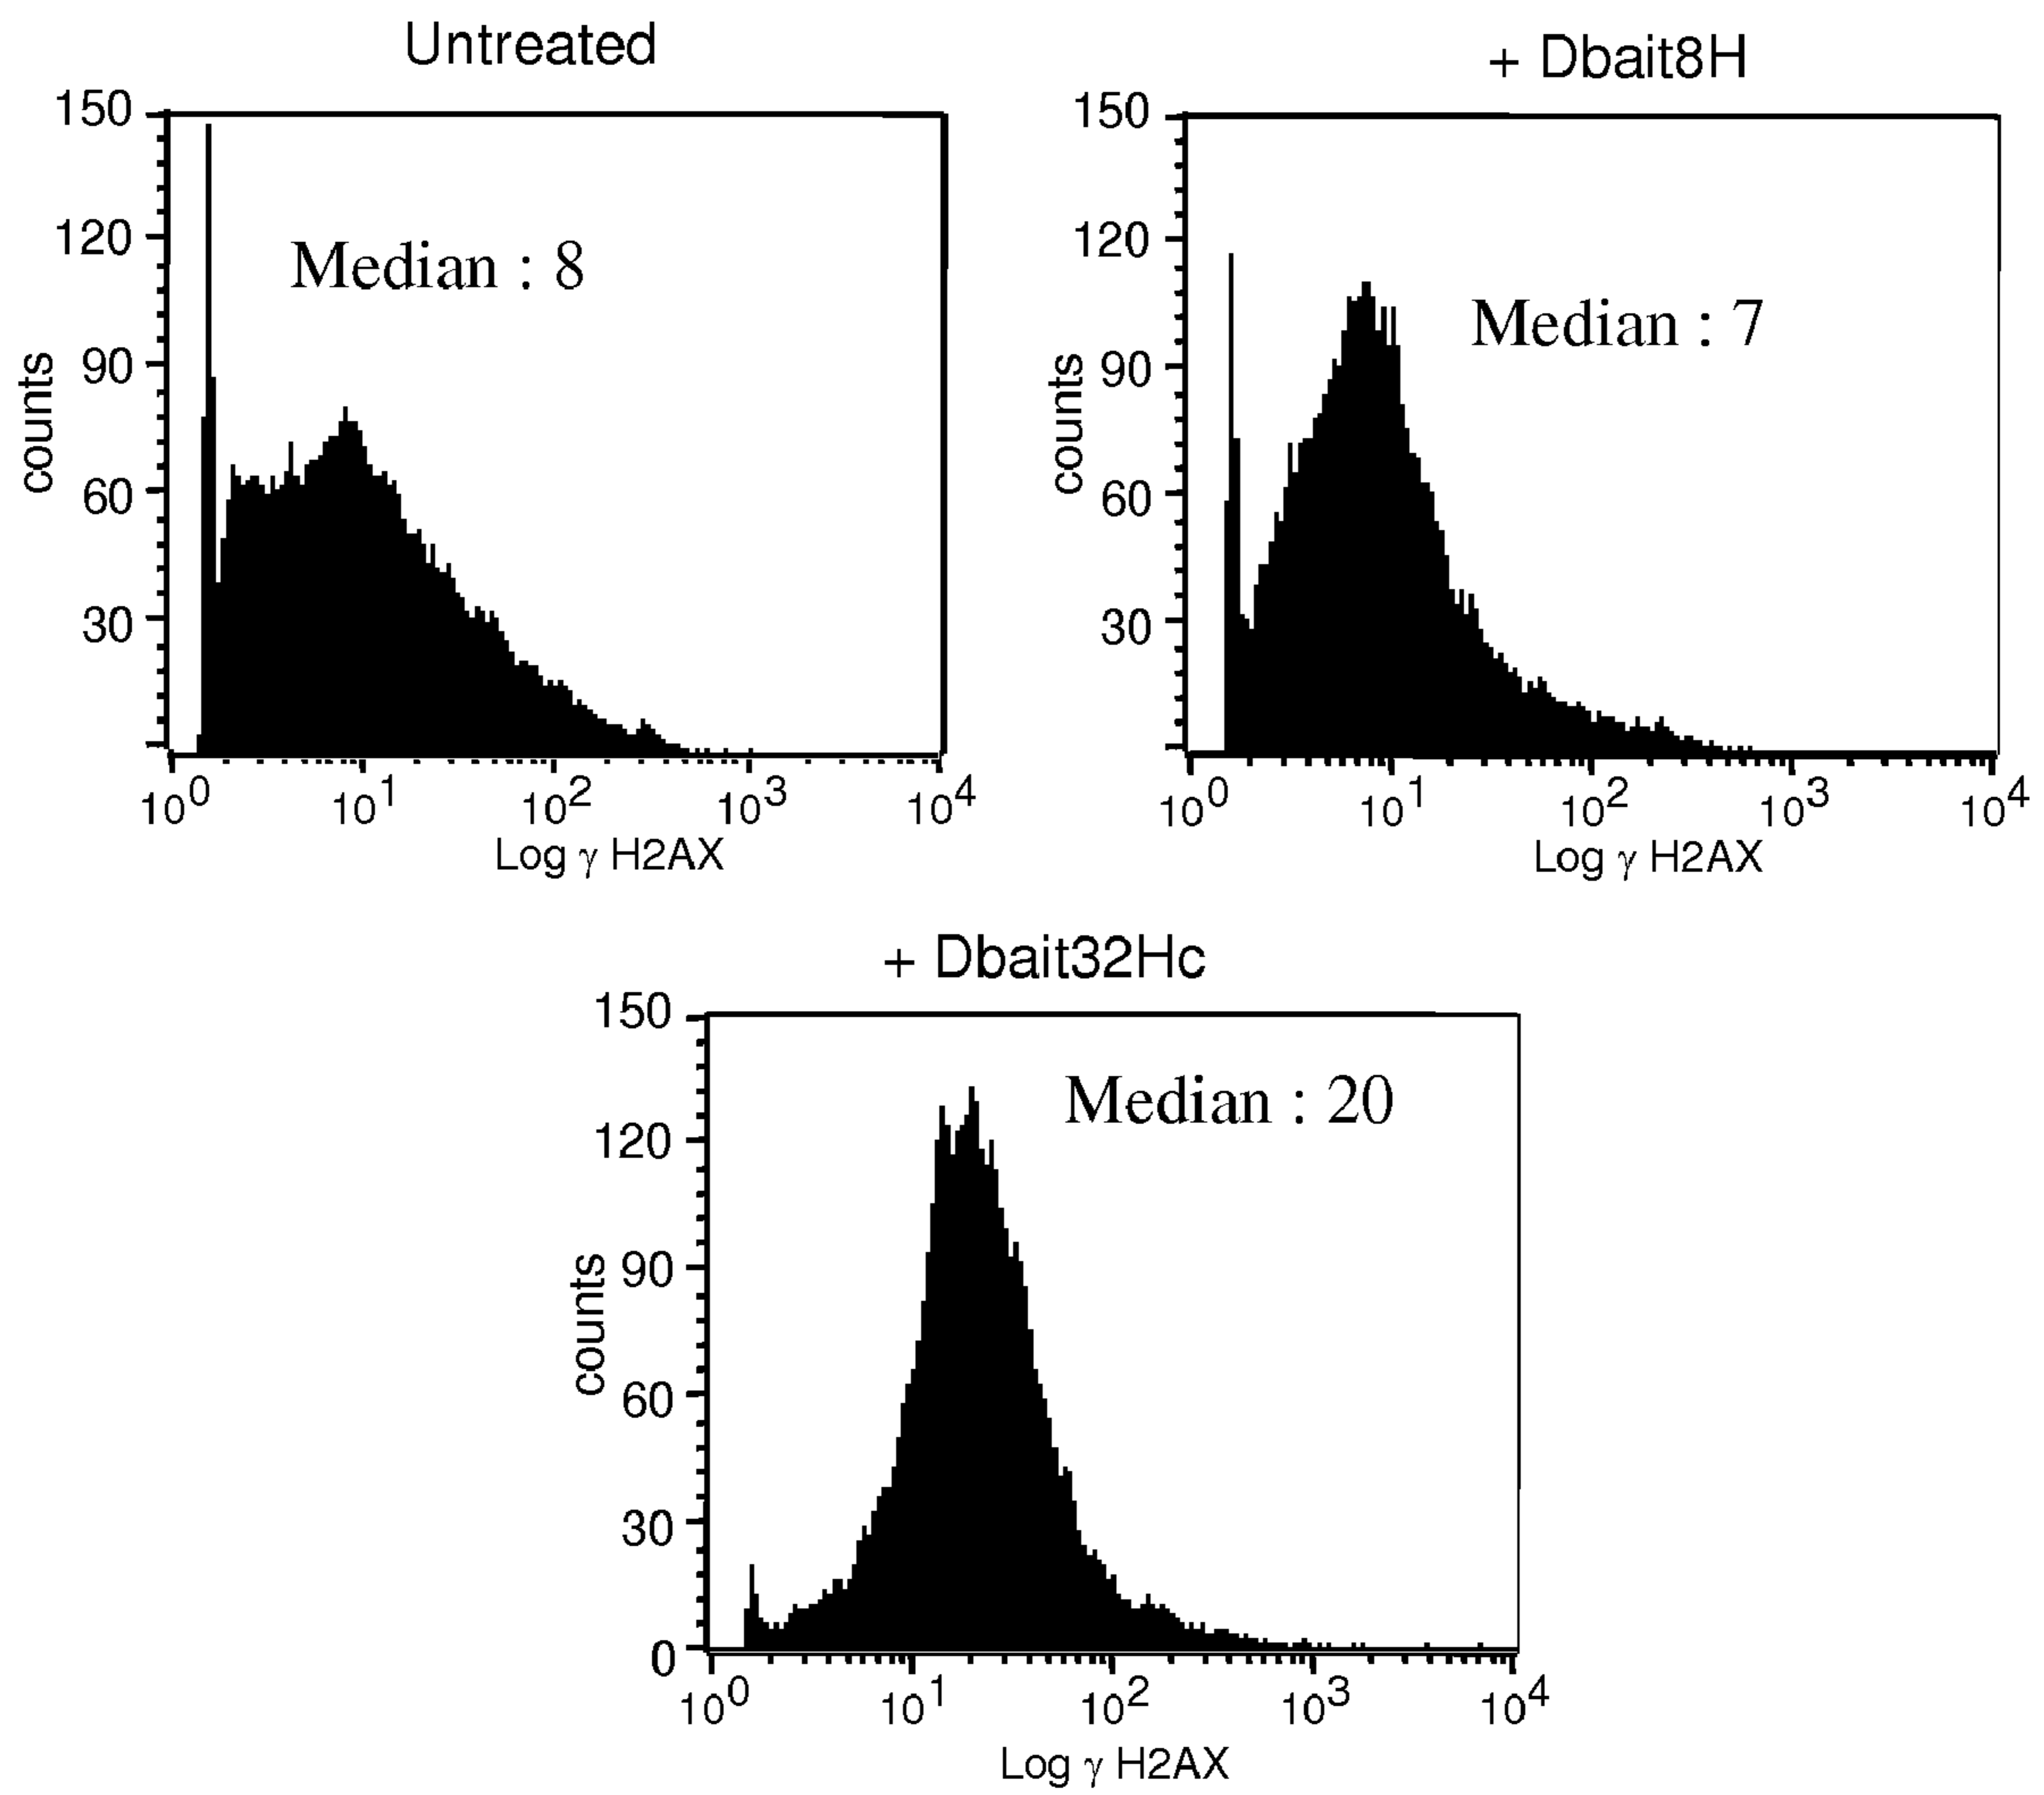 Untreated
150
120
90
60
30
counts
Median : 8
10^0 10^1 10^2 10^3 10^4
Log γ H2AX
+ Dbait8H
150
120
90
60
30
counts
Median : 7
10^0 10^1 10^2 10^3 10^4
Log γ H2AX
+ Dbait32Hc
150
120
90
60
30
0
counts
Median : 20
10^0 10^1 10^2 10^3 10^4
Log γ H2AX